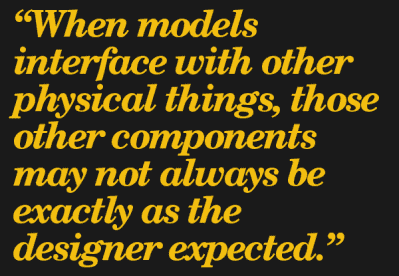 “When models
interface with other
physical things, those
other components
may not always be
exactly as the
designer expected.”